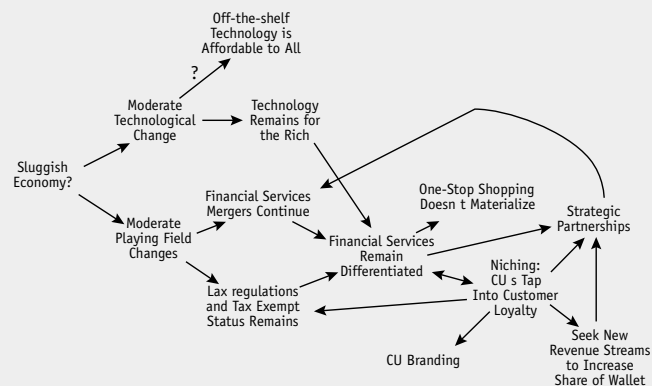 Off-the-shelf
Technology is
Affordable to All
?
Moderate
Technological
Change
Technology
Remains for
the Rich
Sluggish
Economy?
Financial Services
Mergers Continue
One-Stop Shopping
Doesn t Materialize
Strategic
Partnerships
Moderate
Playing Field
Changes
Financial Services
Remain
Differentiated
Niching:
CU s Tap
Into Customer
Loyalty
Lax regulations
and Tax Exempt
Status Remains
CU Branding
Seek New
Revenue Streams
to Increase
Share of Wallet